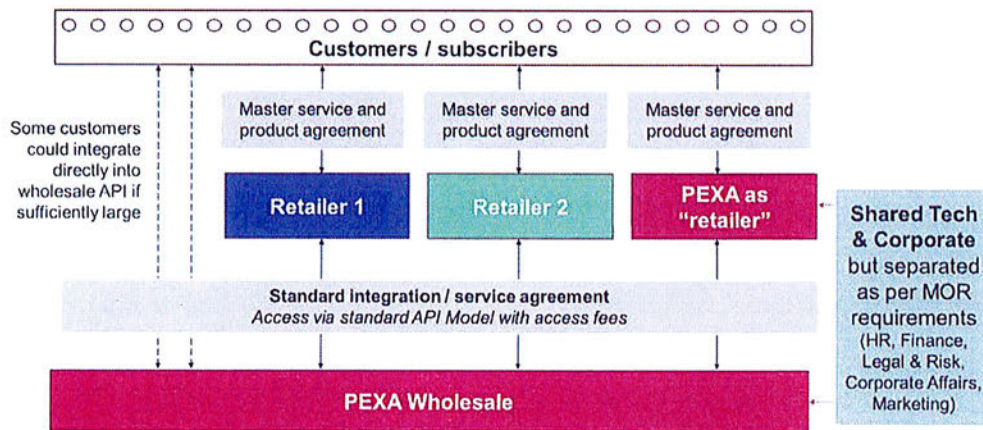 Customers / subscribers
Some customers
could integrate
directly into
wholesale API if
sufficiently large
Master service and
product agreement
Master service and
product agreement
Master service and
product agreement
Retailer 1
Retailer 2
PEXA as
“retailer”
Shared Tech
& Corporate
but separated
as per MOR
requirements
(HR, Finance,
Legal & Risk,
Corporate Affairs,
Marketing)
Standard integration / service agreement
Access via standard API Model with access fees
PEXA Wholesale